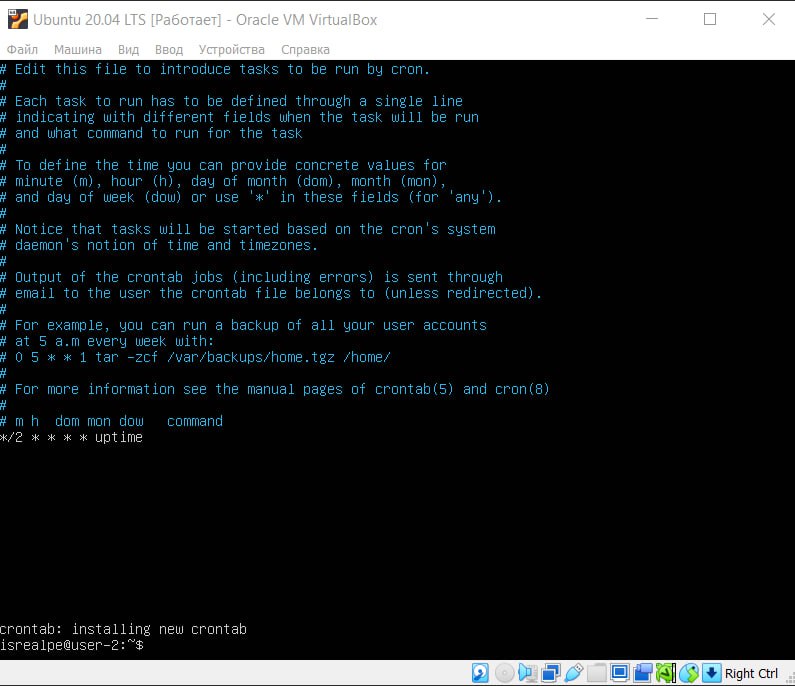 Ubuntu 20.04 LTS [Работает] - Oracle VM VirtualBox
Файл Машина Вид Ввод Устройства Справка
# Edit this file to introduce tasks to be run by cron.
#
# Each task to run has to be defined through a single line
# indicating with different fields when the task will be run
# and what command to run for the task
#
# To define the time you can provide concrete values for
# minute (m), hour (h), day of month (dom), month (mon),
# and day of week (dow) or use '*' in these fields (for 'any').
#
# Notice that tasks will be started based on the cron's system
# daemon's notion of time and timezones.
#
# Output of the crontab jobs (including errors) is sent through
# email to the user the crontab file belongs to (unless redirected).
#
# For example, you can run a backup of all your user accounts
# at 5 a.m every week with:
# 0 5 * * 1 tar -zcf /var/backups/home.tgz /home/
#
# For more information see the manual pages of crontab(5) and cron(8)
#
# m h  dom mon dow   command
*/2 * * * * uptime
crontab: installing new crontab
isrealpe@user-2:~$
Right Ctrl